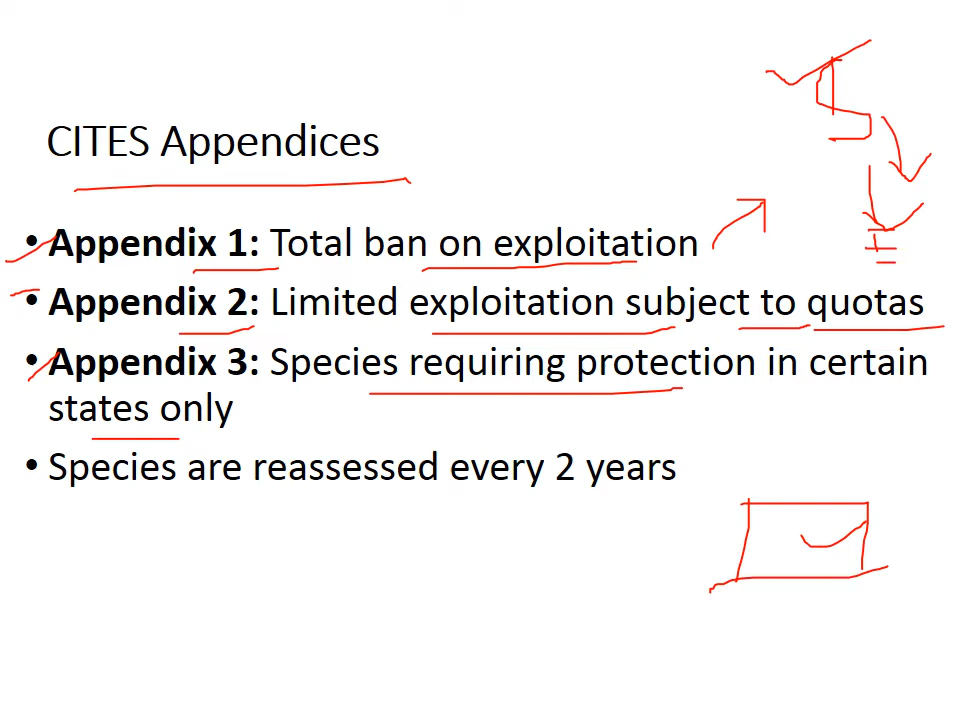 CITES Appendices
• Appendix 1: Total ban on exploitation
• Appendix 2: Limited exploitation subject to quotas
• Appendix 3: Species requiring protection in certain
states only
• Species are reassessed every 2 years